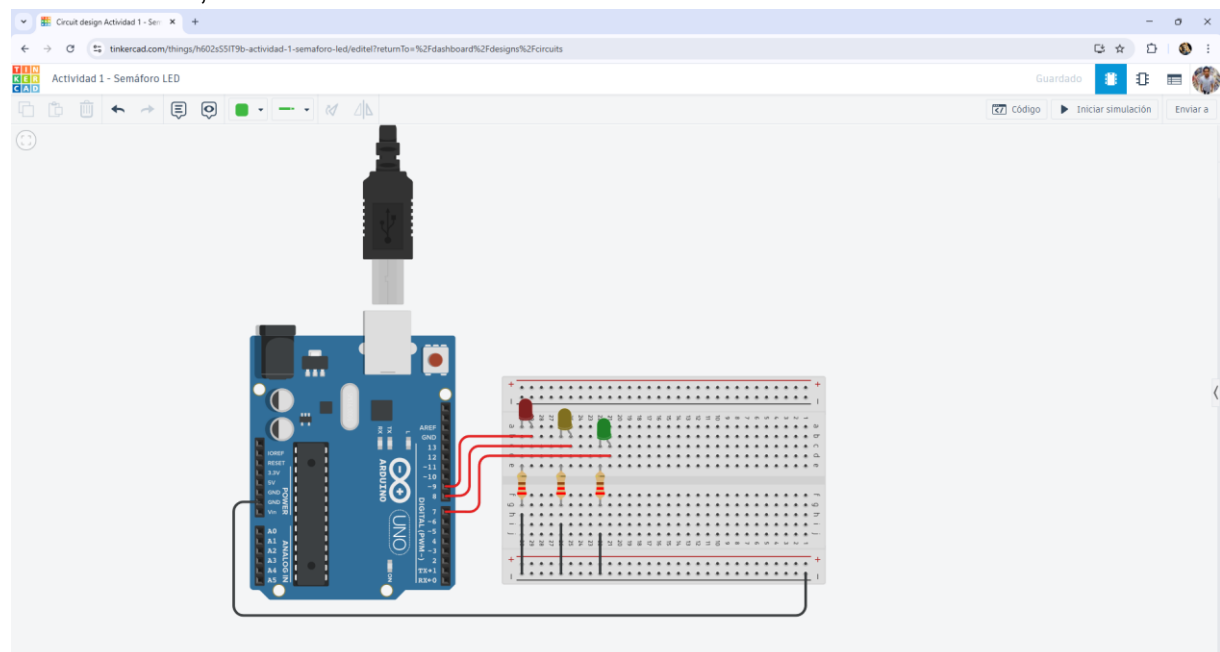 Circuit design Actividad 1 - Sem
tinkercad.com/things/h602sS5IT9b-actividad-1-semaforo-led/editel?returnTo=%2Fdashboard%2Fdesigns%2Fcircuits
TIN
KER
CAD
Actividad 1 - Semáforo LED
Guardado
Código
Iniciar simulación
Enviar a
AREF
GND
13
12
~11
~10
~9
8
7
~6
~5
4
~3
2
TX→1
RX←0
DIGITAL (PWM~)
IOREF
RESET
3.3V
5V
GND
GND
Vin
POWER
A0
A1
A2
A3
A4
A5
ANALOG IN
TX
RX
L
ARDUINO
UNO
ON